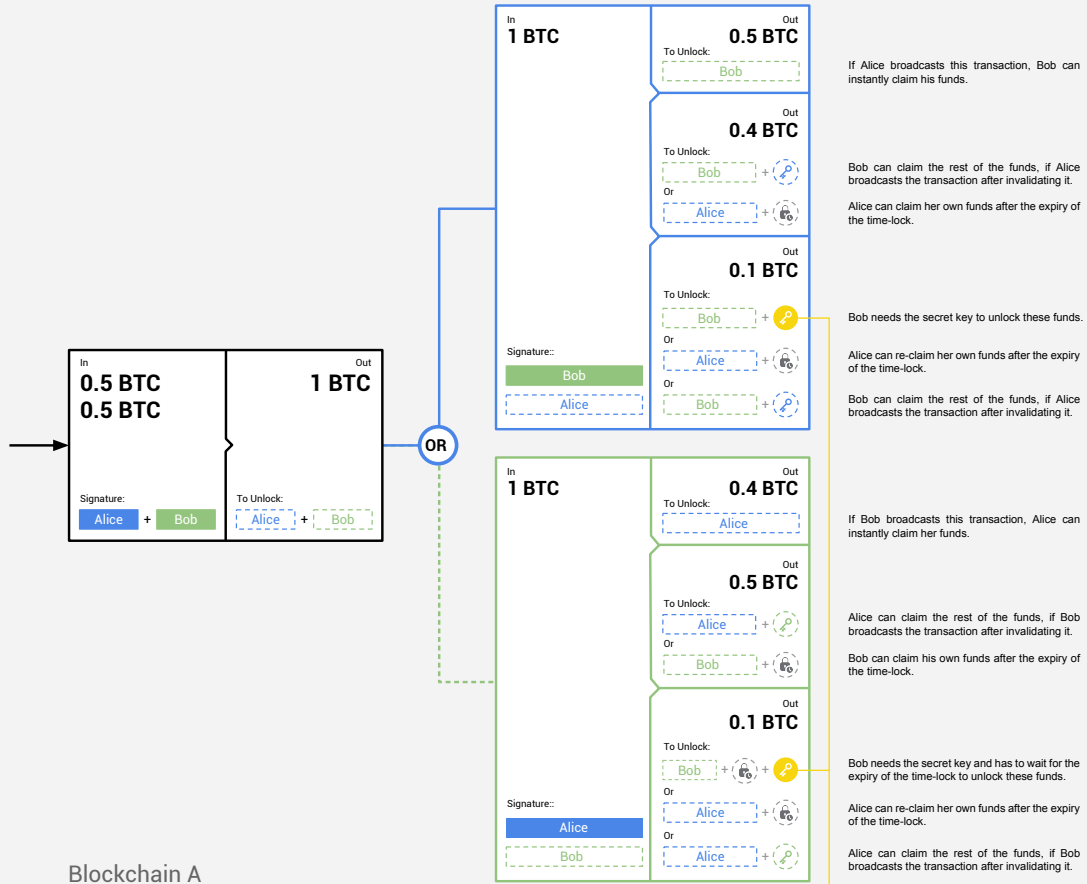 In
0.5 BTC
0.5 BTC
Signature:
Alice + Bob
Out
1 BTC
To Unlock:
Alice + Bob
OR
In
1 BTC
Signature::
Bob
Alice
Out
0.5 BTC
To Unlock:
Bob
If Alice broadcasts this transaction, Bob can
instantly claim his funds.
Out
0.4 BTC
To Unlock:
Bob +
Or
Alice +
Bob can claim the rest of the funds, if Alice
broadcasts the transaction after invalidating it.
Alice can claim her own funds after the expiry of
the time-lock.
Out
0.1 BTC
To Unlock:
Bob +
Or
Alice +
Or
Bob +
Bob needs the secret key to unlock these funds.
Alice can re-claim her own funds after the expiry
of the time-lock.
Bob can claim the rest of the funds, if Alice
broadcasts the transaction after invalidating it.
In
1 BTC
Signature::
Alice
Bob
Out
0.4 BTC
To Unlock:
Alice
If Bob broadcasts this transaction, Alice can
instantly claim her funds.
Out
0.5 BTC
To Unlock:
Alice +
Or
Bob +
Alice can claim the rest of the funds, if Bob
broadcasts the transaction after invalidating it.
Bob can claim his own funds after the expiry of
the time-lock.
Out
0.1 BTC
To Unlock:
Bob + +
Or
Alice +
Or
Alice +
Bob needs the secret key and has to wait for the
expiry of the time-lock to unlock these funds.
Alice can re-claim her own funds after the expiry
of the time-lock.
Alice can claim the rest of the funds, if Bob
broadcasts the transaction after invalidating it.
Blockchain A